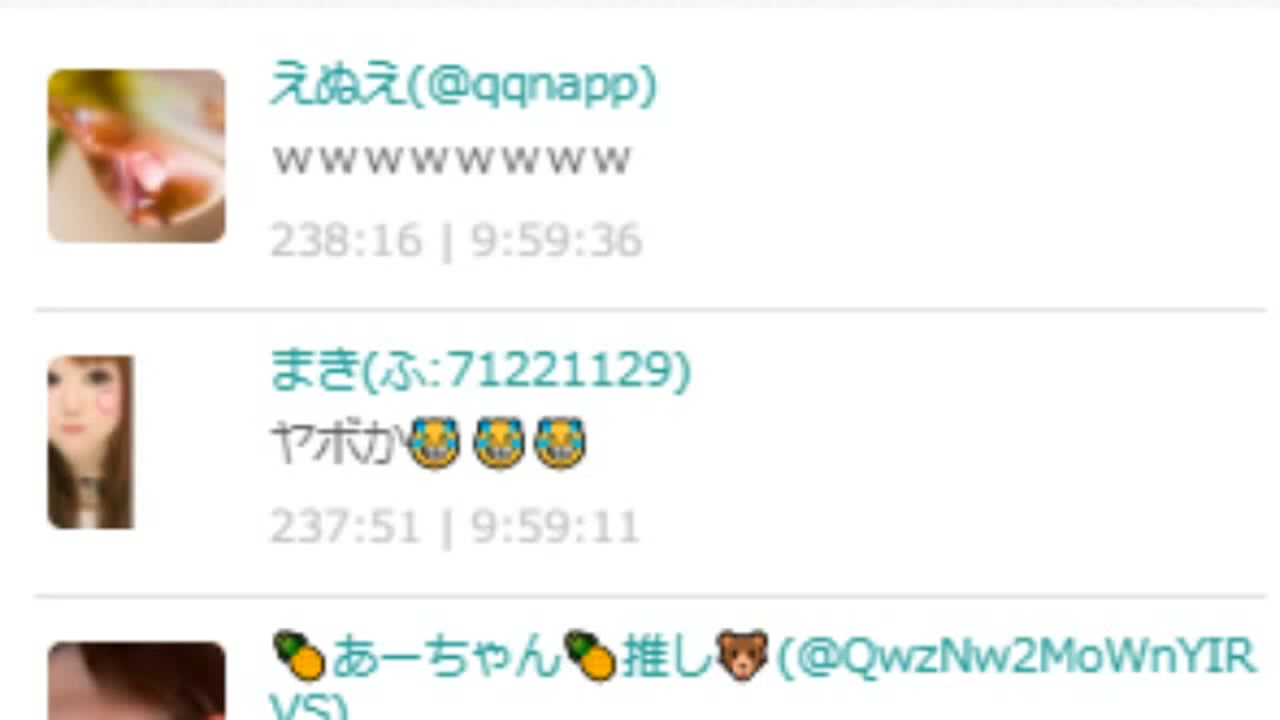 えぬえ(@qqnapp)
ｗｗｗｗｗｗｗｗ
238:16 | 9:59:36
まき(ふ:71221129)
ヤボか😂😂😂
237:51 | 9:59:11
🍍あーちゃん🍍推し🐻(@QwzNw2MoWnYIR
VS)